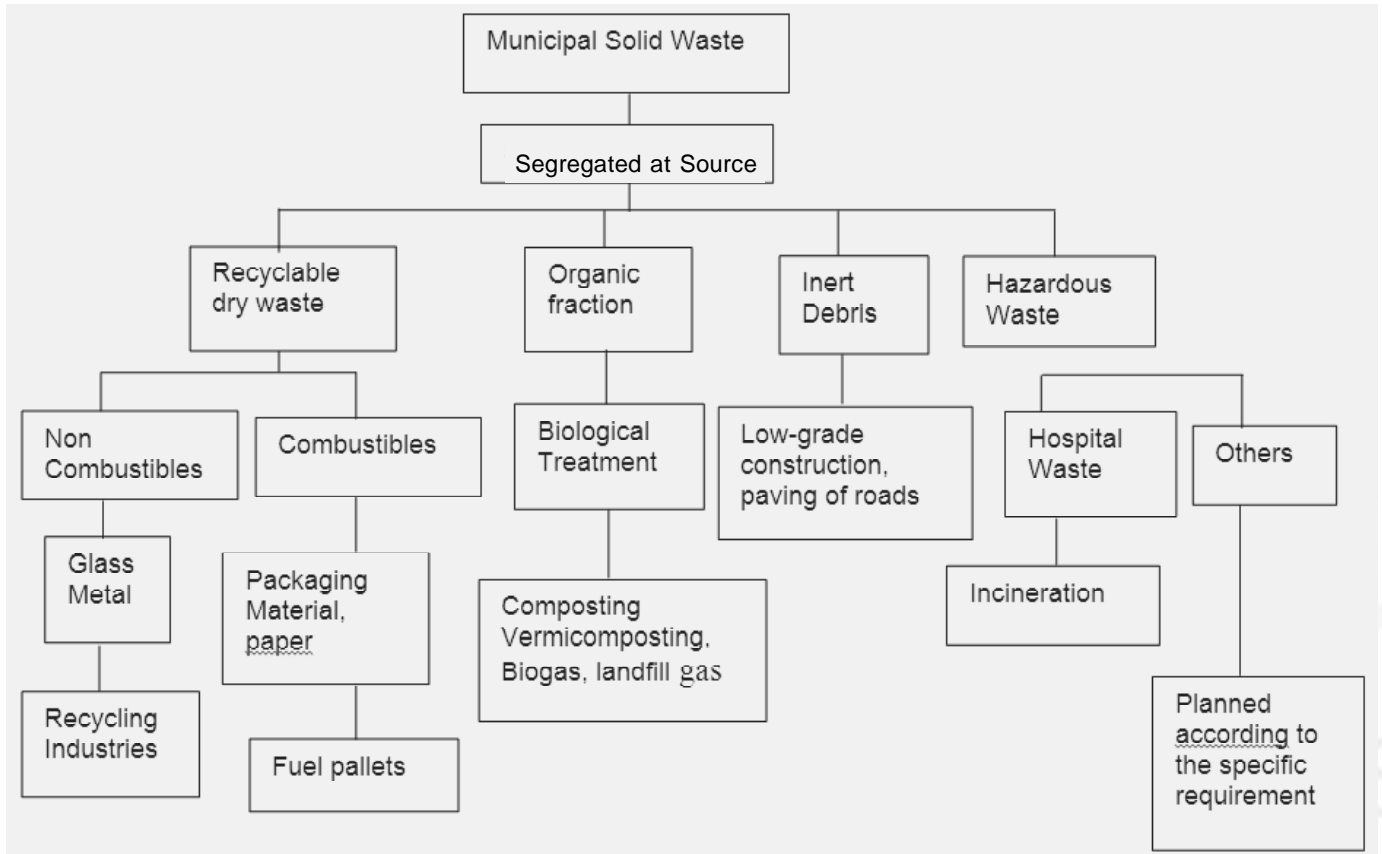 Municipal Solid Waste
Segregated at Source
Recyclable
dry waste
Organic
fraction
Inert
Debris
Hazardous
Waste
Non
Combustibles
Combustibles
Biological
Treatment
Low-grade
construction,
paving of roads
Hospital
Waste
Others
Glass
Metal
Packaging
Material,
paper
Composting
Vermicomposting,
Biogas, landfill gas
Incineration
Recycling
Industries
Fuel pallets
Planned
according to
the specific
requirement